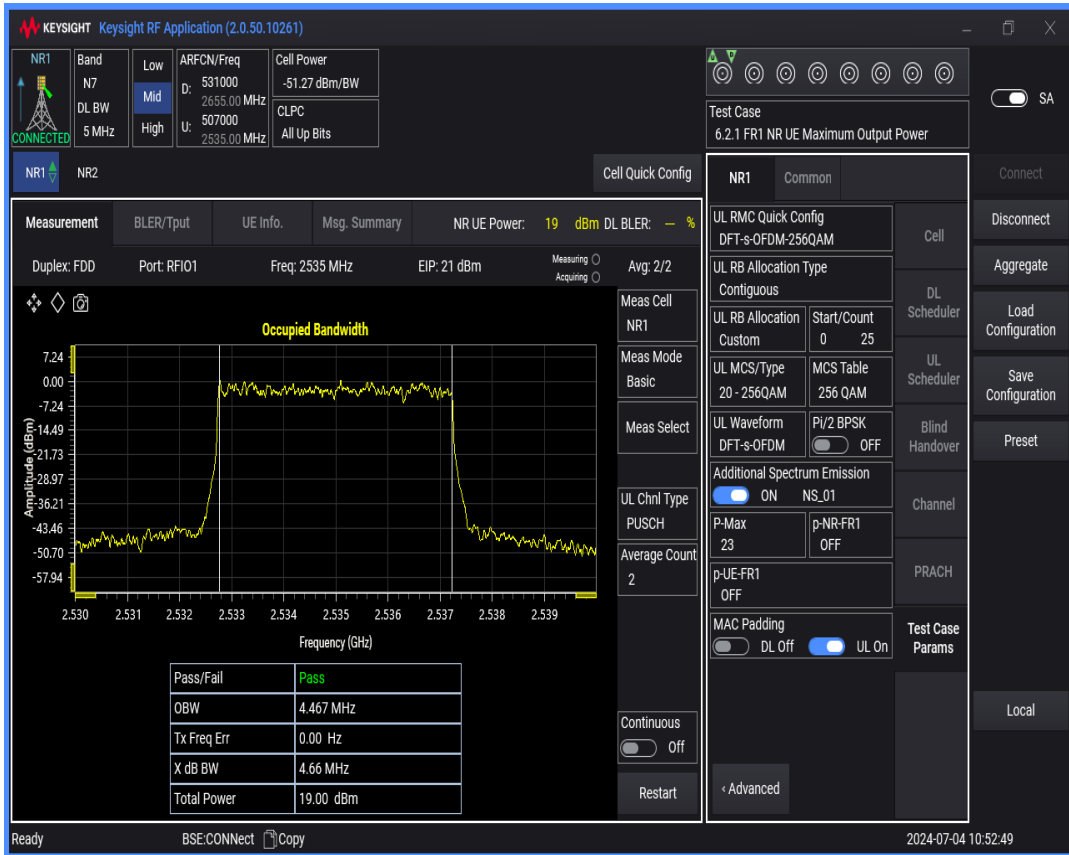 KEYSIGHT Keysight RF Application (2.0.50.10261)
NR1
CONNECTED
Band
N7
DL BW
5 MHz
Low
Mid
High
ARFCN/Freq
D: 531000
2655.00 MHz
U: 507000
2535.00 MHz
Cell Power
-51.27 dBm/BW
CLPC
All Up Bits
Test Case
6.2.1 FR1 NR UE Maximum Output Power
SA
NR1 NR2
Cell Quick Config
Measurement BLER/Tput UE Info. Msg. Summary NR UE Power: 19 dBm DL BLER: --- %
Duplex: FDD Port: RFIO1 Freq: 2535 MHz EIP: 21 dBm Measuring Avg: 2/2
Acquiring
Occupied Bandwidth
Amplitude (dBm)
7.24
0.00
-7.24
-14.49
-21.73
-28.97
-36.21
-43.46
-50.70
-57.94
2.530 2.531 2.532 2.533 2.534 2.535 2.536 2.537 2.538 2.539
Frequency (GHz)
Pass/Fail Pass
OBW 4.467 MHz
Tx Freq Err 0.00 Hz
X dB BW 4.66 MHz
Total Power 19.00 dBm
Meas Cell
NR1
Meas Mode
Basic
Meas Select
UL Chnl Type
PUSCH
Average Count
2
Continuous
Off
Restart
NR1 Common
UL RMC Quick Config
DFT-s-OFDM-256QAM
UL RB Allocation Type
Contiguous
UL RB Allocation
Custom
Start/Count
0 25
UL MCS/Type
20 - 256QAM
MCS Table
256 QAM
UL Waveform
DFT-s-OFDM
Pi/2 BPSK
OFF
Additional Spectrum Emission
ON NS_01
P-Max
23
p-NR-FR1
OFF
p-UE-FR1
OFF
MAC Padding
DL Off UL On
‹ Advanced
Cell
DL
Scheduler
UL
Scheduler
Blind
Handover
Channel
PRACH
Test Case
Params
Connect
Disconnect
Aggregate
Load
Configuration
Save
Configuration
Preset
Local
Ready BSE:CONNect Copy 2024-07-04 10:52:49